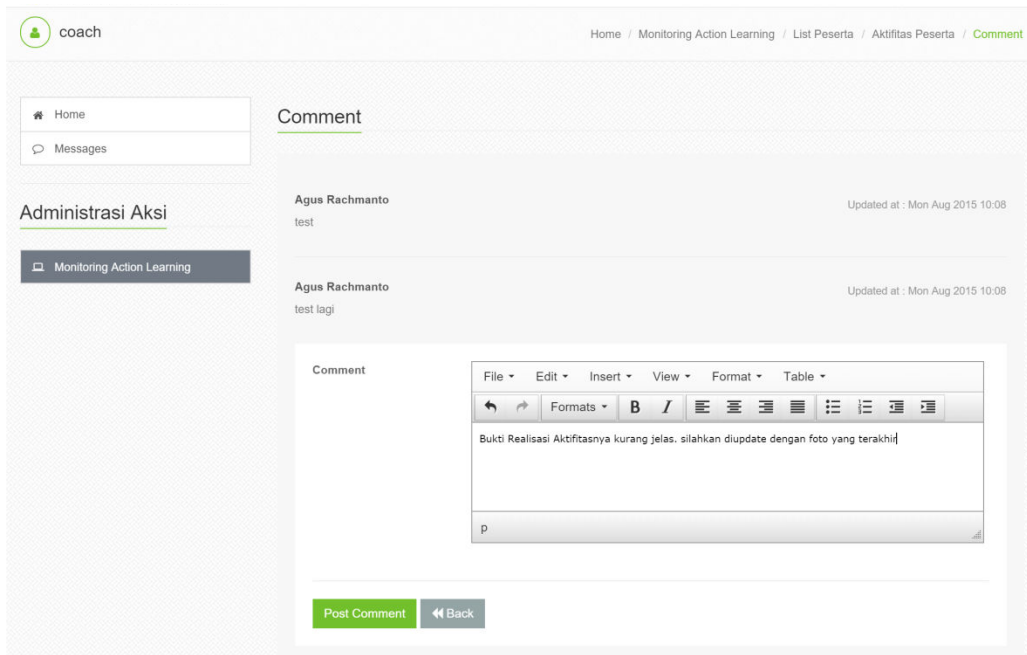 coach
Home / Monitoring Action Learning / List Peserta / Aktifitas Peserta / Comment
Home
Messages
Administrasi Aksi
Monitoring Action Learning
Comment
Agus Rachmanto
Updated at : Mon Aug 2015 10:08
test
Agus Rachmanto
Updated at : Mon Aug 2015 10:08
test lagi
Comment
File Edit Insert View Format Table
Formats B I
Bukti Realisasi Aktifitasnya kurang jelas. silahkan diupdate dengan foto yang terakhir
p
Post Comment Back